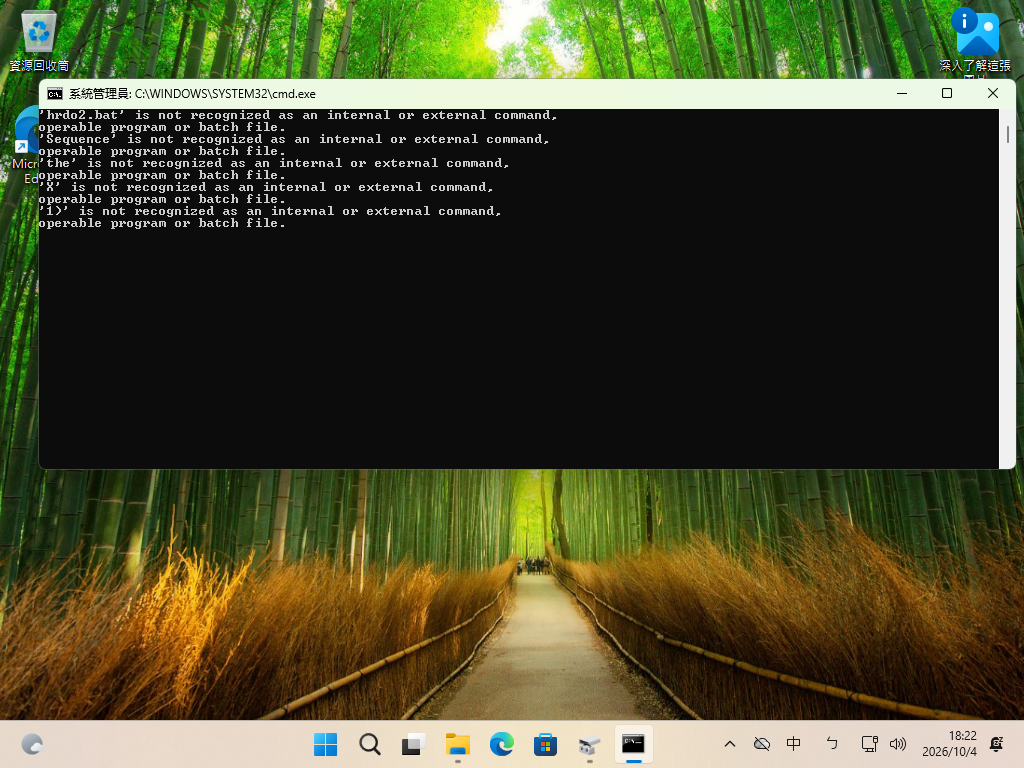 資源回收筒
深入了解這張
系統管理員: C:\WINDOWS\SYSTEM32\cmd.exe
'hrdo2.bat' is not recognized as an internal or external command,
operable program or batch file.
'Sequence' is not recognized as an internal or external command,
operable program or batch file.
'the' is not recognized as an internal or external command,
operable program or batch file.
'X' is not recognized as an internal or external command,
operable program or batch file.
'1)' is not recognized as an internal or external command,
operable program or batch file.
Micr
Ed
中
ㄅ
18:22
2026/10/4